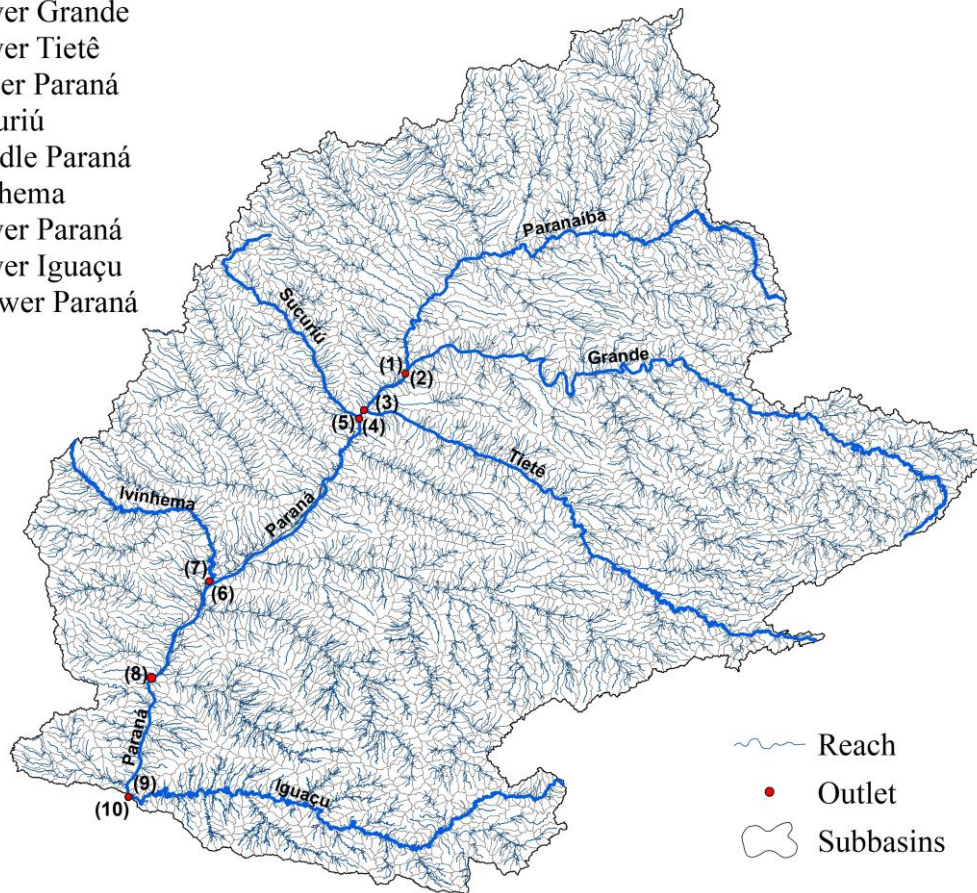 ver Grande
ver Tietê
er Paraná
uriú
dle Paraná
hema
ver Paraná
ver Iguaçu
wer Paraná
Paranaíba
Sucuriú
(1)
(2)
Grande
(3)
(5) (4)
Tietê
Ivinhema
Paraná
(7)
(6)
(8)
Paraná
(9)
(10)
Iguaçu
Reach
Outlet
Subbasins